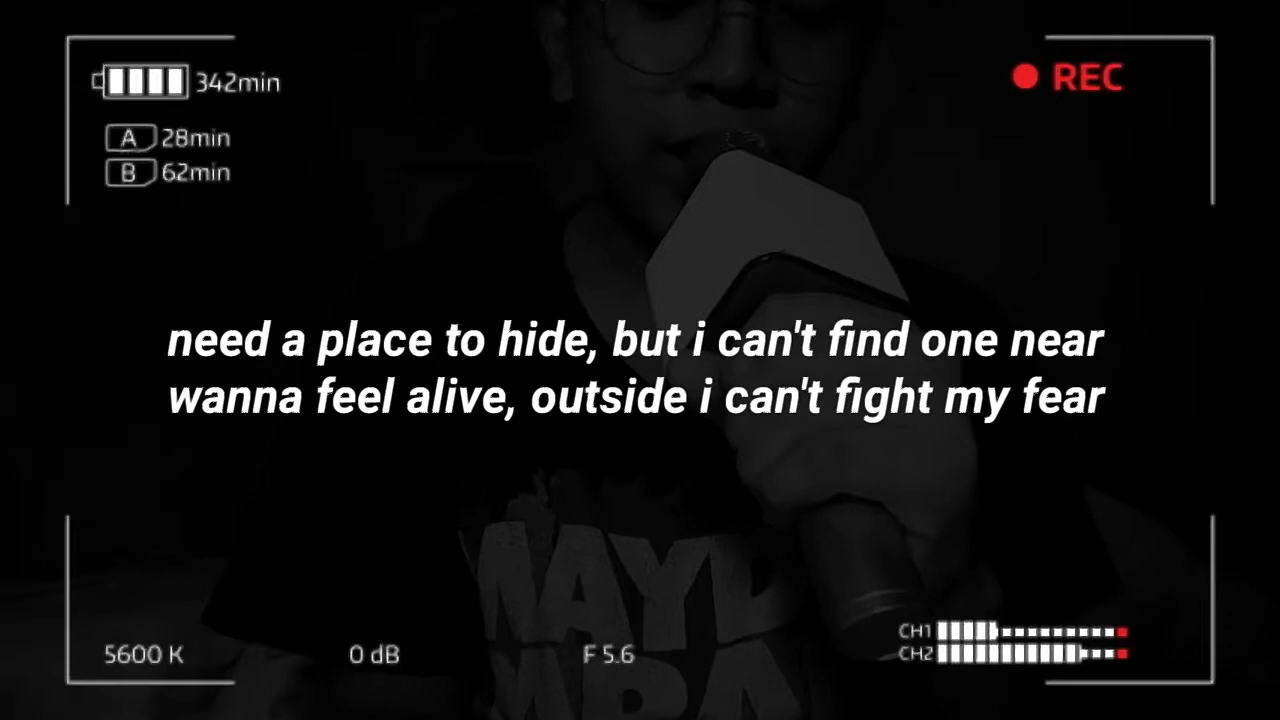 342min
REC
A 28min
B 62min
need a place to hide, but i can't find one near
wanna feel alive, outside i can't fight my fear
5600 K
0 dB
F 5.6
CH1
CH2